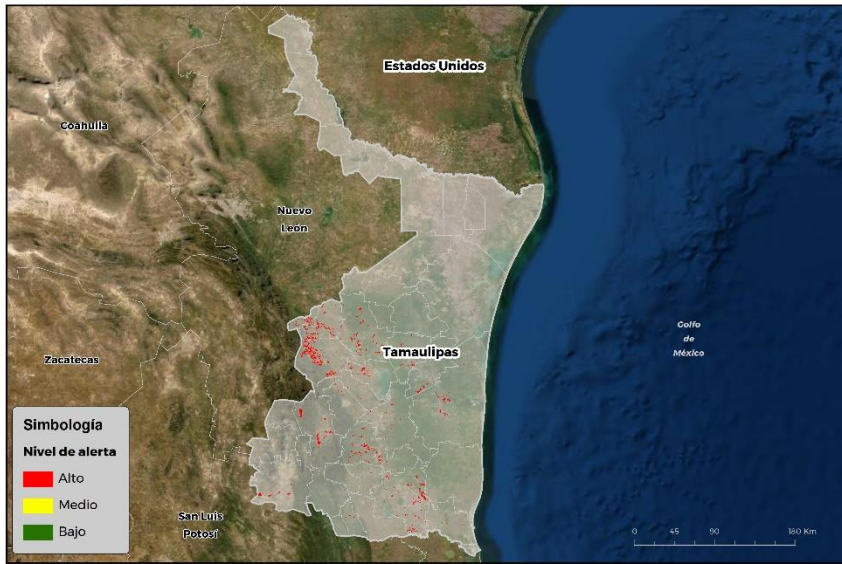 Estados Unidos
Coahuila
Nuevo
León
Golfo
de
México
Tamaulipas
Zacatecas
Simbología
Nivel de alerta
Alto
Medio
Bajo
San Luis
Potosí
0 45 90 180 Km